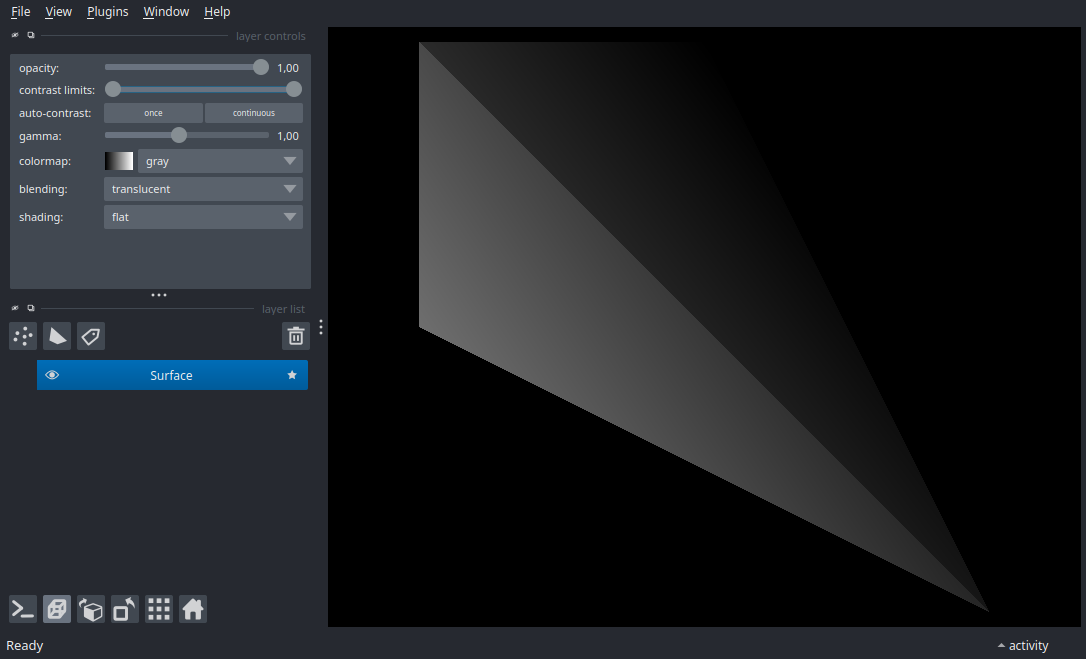 File View Plugins Window Help
layer controls
opacity: 1,00
contrast limits:
auto-contrast: once continuous
gamma: 1,00
colormap: gray
blending: translucent
shading: flat
layer list
Surface
Ready activity